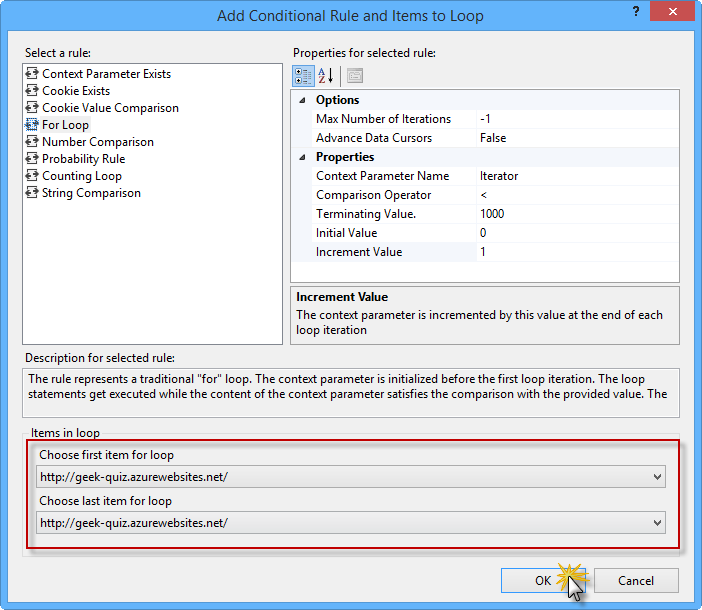 Add Conditional Rule and Items to Loop
?
Select a rule:
Context Parameter Exists
Cookie Exists
Cookie Value Comparison
For Loop
Number Comparison
Probability Rule
Counting Loop
String Comparison
Properties for selected rule:
Options
Max Number of Iterations -1
Advance Data Cursors False
Properties
Context Parameter Name Iterator
Comparison Operator <
Terminating Value. 1000
Initial Value 0
Increment Value 1
Increment Value
The context parameter is incremented by this value at the end of each
loop iteration
Description for selected rule:
The rule represents a traditional "for" loop. The context parameter is initialized before the first loop iteration. The loop
statements get executed while the content of the context parameter satisfies the comparison with the provided value. The
Items in loop
Choose first item for loop
http://geek-quiz.azurewebsites.net/
Choose last item for loop
http://geek-quiz.azurewebsites.net/
OK
Cancel